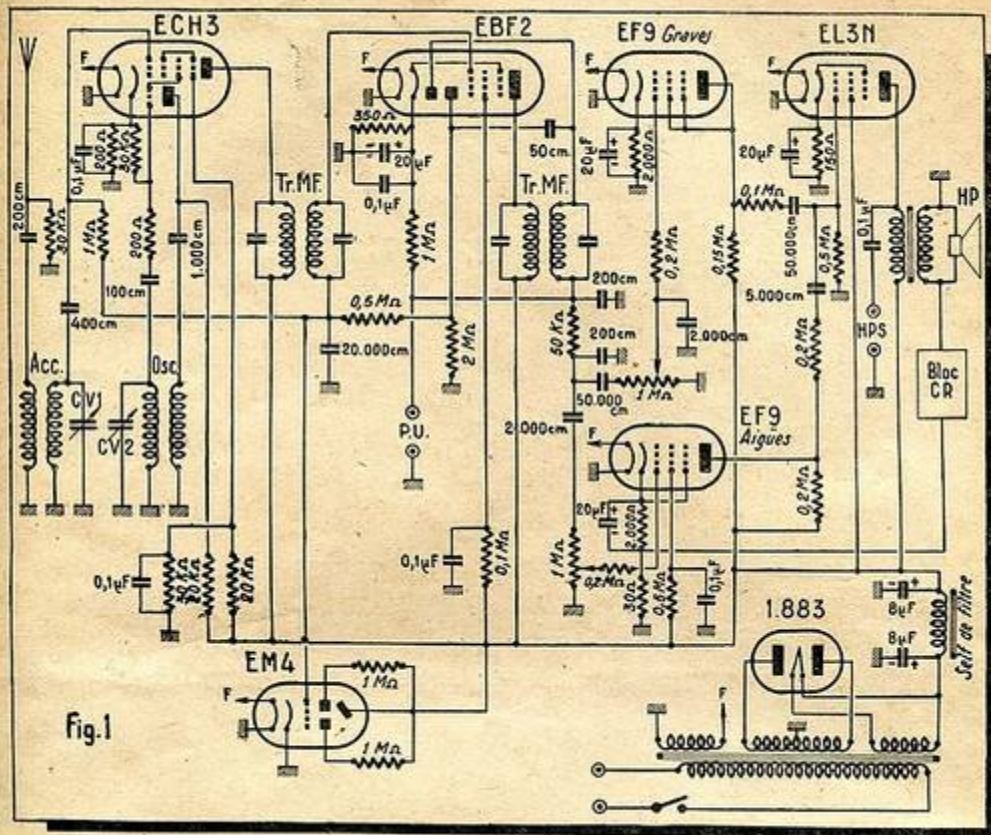 ECH3
EBF2
EF9 Graves
EL3N
F
F
F
F
0,1µF
200Ω
30KΩ
350Ω
20µF
0,1µF
50cm
20µF
2.000Ω
20µF
150Ω
200cm
30KΩ
1MΩ
200Ω
1.000cm
Tr.MF.
1MΩ
Tr.MF.
0,2MΩ
0,15MΩ
0,1MΩ
50.000cm
0,5MΩ
0,1µF
HP
100cm
400cm
0,5MΩ
20.000cm
2MΩ
200cm
50KΩ
200cm
2.000cm
5.000cm
0,2MΩ
HPS
Bloc
CR
Acc.
CV1
CV2
Osc.
P.U.
50.000
cm
1MΩ
2.000cm
EF9
Aigües
F
20µF
2.000Ω
0,2MΩ
0,1µF
0,1µF
0,1MΩ
1MΩ
0,2MΩ
30Ω
0,5MΩ
0,1µF
1.883
8µF
8µF
Self de filtre
20KΩ
EM4
F
1MΩ
1MΩ
F
Fig.1